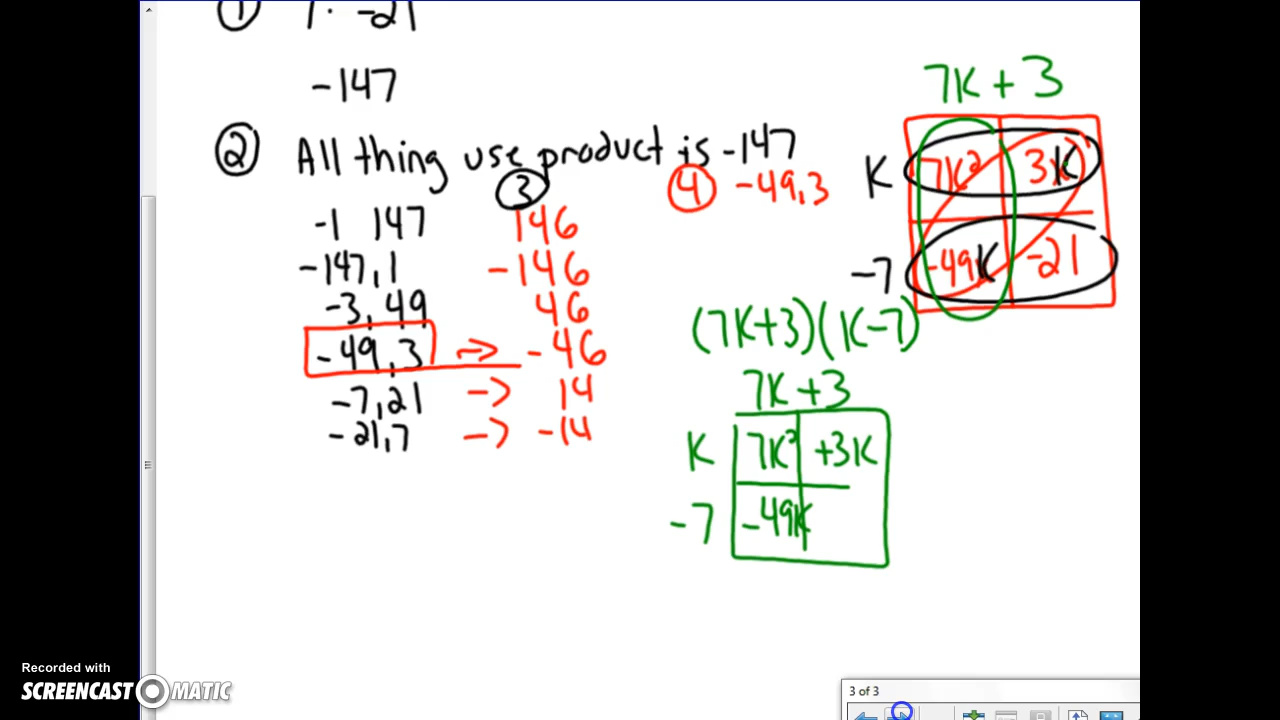 ① 7 · -21
-147
② All thing use product is -147
③
-1 147 146
-147,1 -146
-3,49 46
-49,3 -> -46
-7,21 -> 14
-21,7 -> -14
④ -49,3
7K + 3
K 7K² 3K
-7 -49K -21
(7K+3)(K-7)
7K +3
K 7K² +3K
-7 -49K
Recorded with
SCREENCAST O MATIC
3 of 3